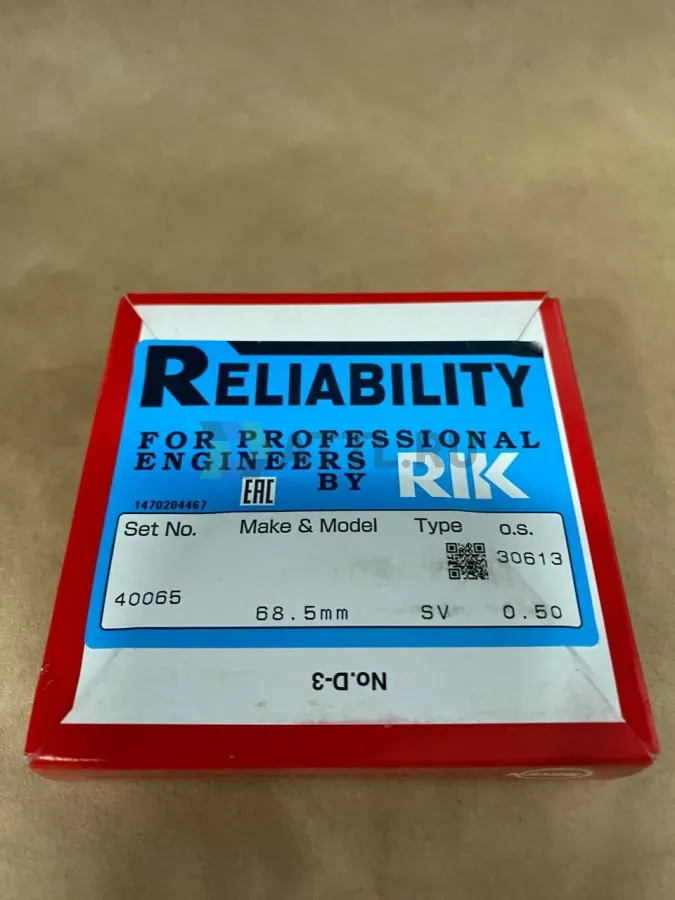 RELIABILITY
FOR PROFESSIONAL
ENGINEERS
BY RIK
EAC
1470204467
Set No. Make & Model Type O.S.
30613
40065 68.5mm SV 0.50
No.D-3